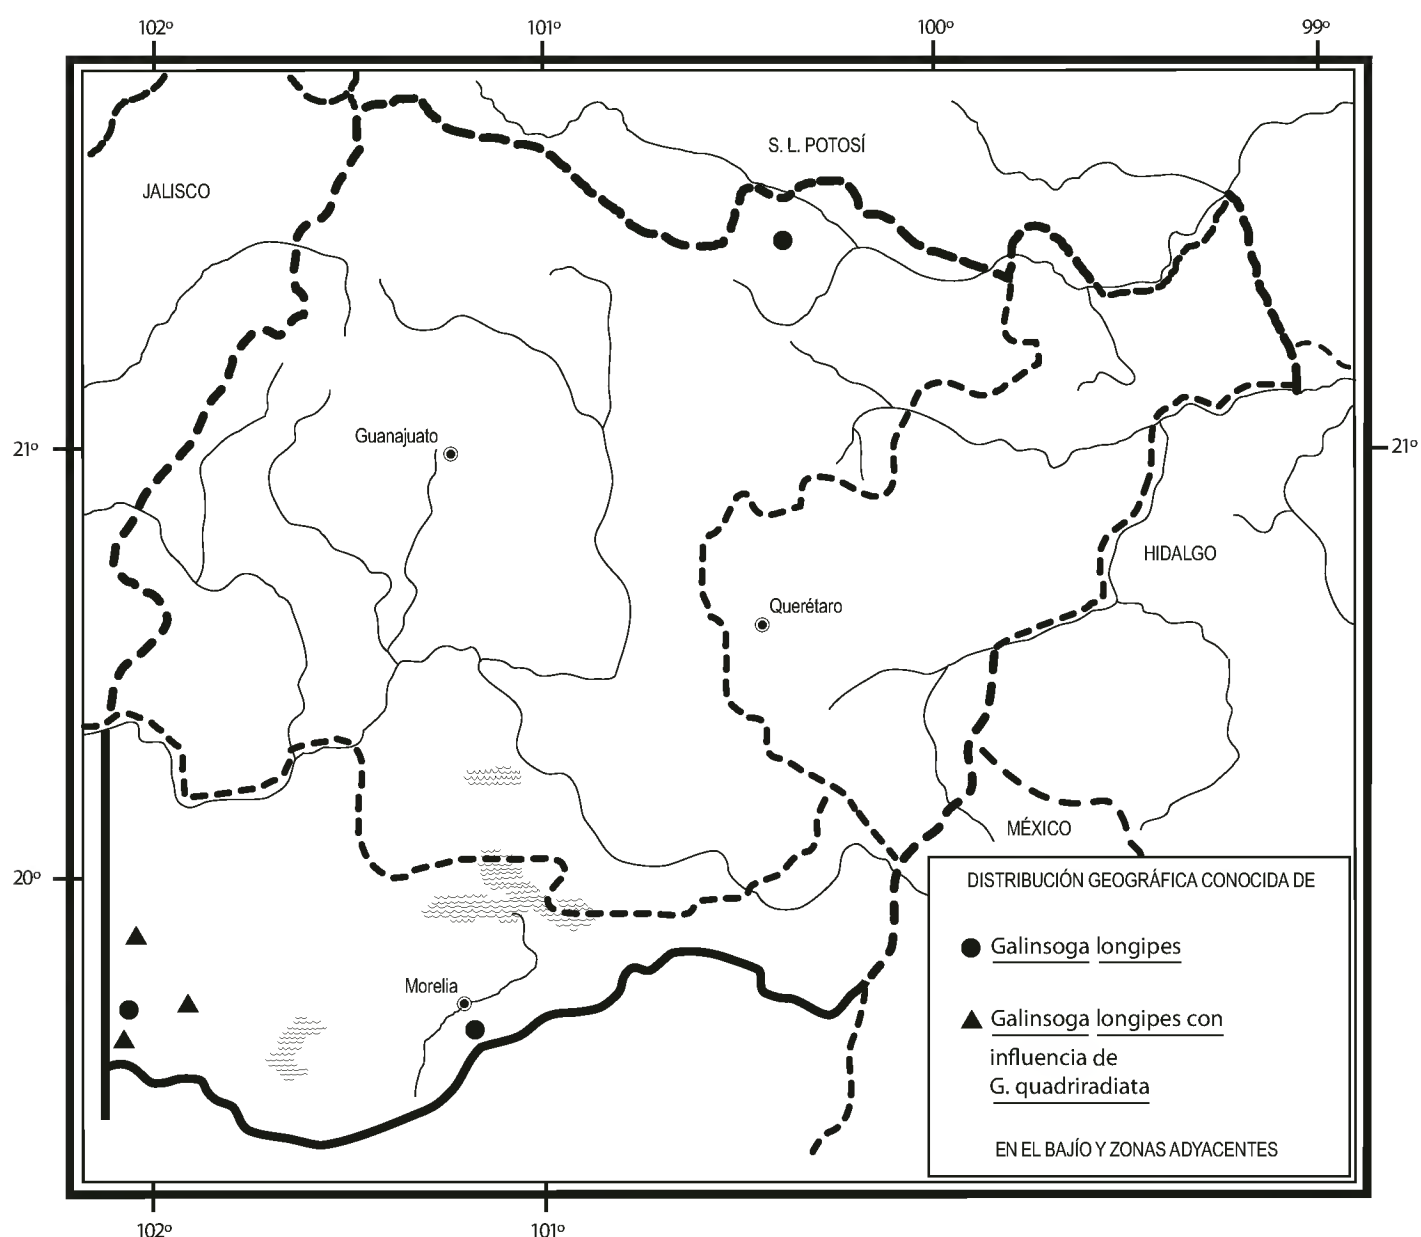 102º
101º
100º
99º
S. L. POTOSÍ
JALISCO
Guanajuato
21º
21º
HIDALGO
Querétaro
MÉXICO
20º
DISTRIBUCIÓN GEOGRÁFICA CONOCIDA DE
Galinsoga longipes
Morelia
Galinsoga longipes con
influencia de
G. quadriradiata
EN EL BAJÍO Y ZONAS ADYACENTES
102º
101º